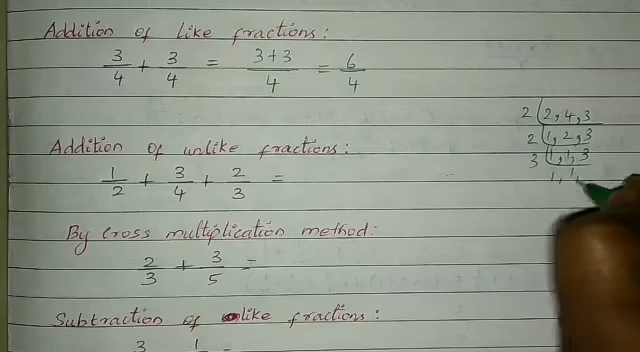 Addition of like fractions:
3/4 + 3/4 = 3+3/4 = 6/4
2 | 2, 4, 3
Addition of unlike fractions:
2 | 1, 2, 3
3 | 1, 1, 3
1, 1,
1/2 + 3/4 + 2/3 =
By Cross multiplication method:
2/3 + 3/5 =
Subtraction of like fractions:
3 1 =